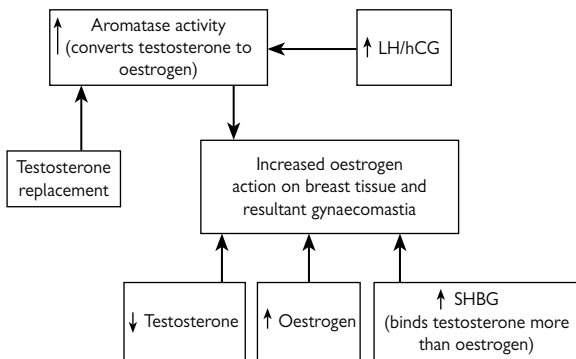 Aromatase activity
(converts testosterone to
oestrogen)
↑ LH/hCG
Testosterone
replacement
Increased oestrogen
action on breast tissue and
resultant gynaecomastia
↓ Testosterone
↑ Oestrogen
↑ SHBG
(binds testosterone more
than oestrogen)